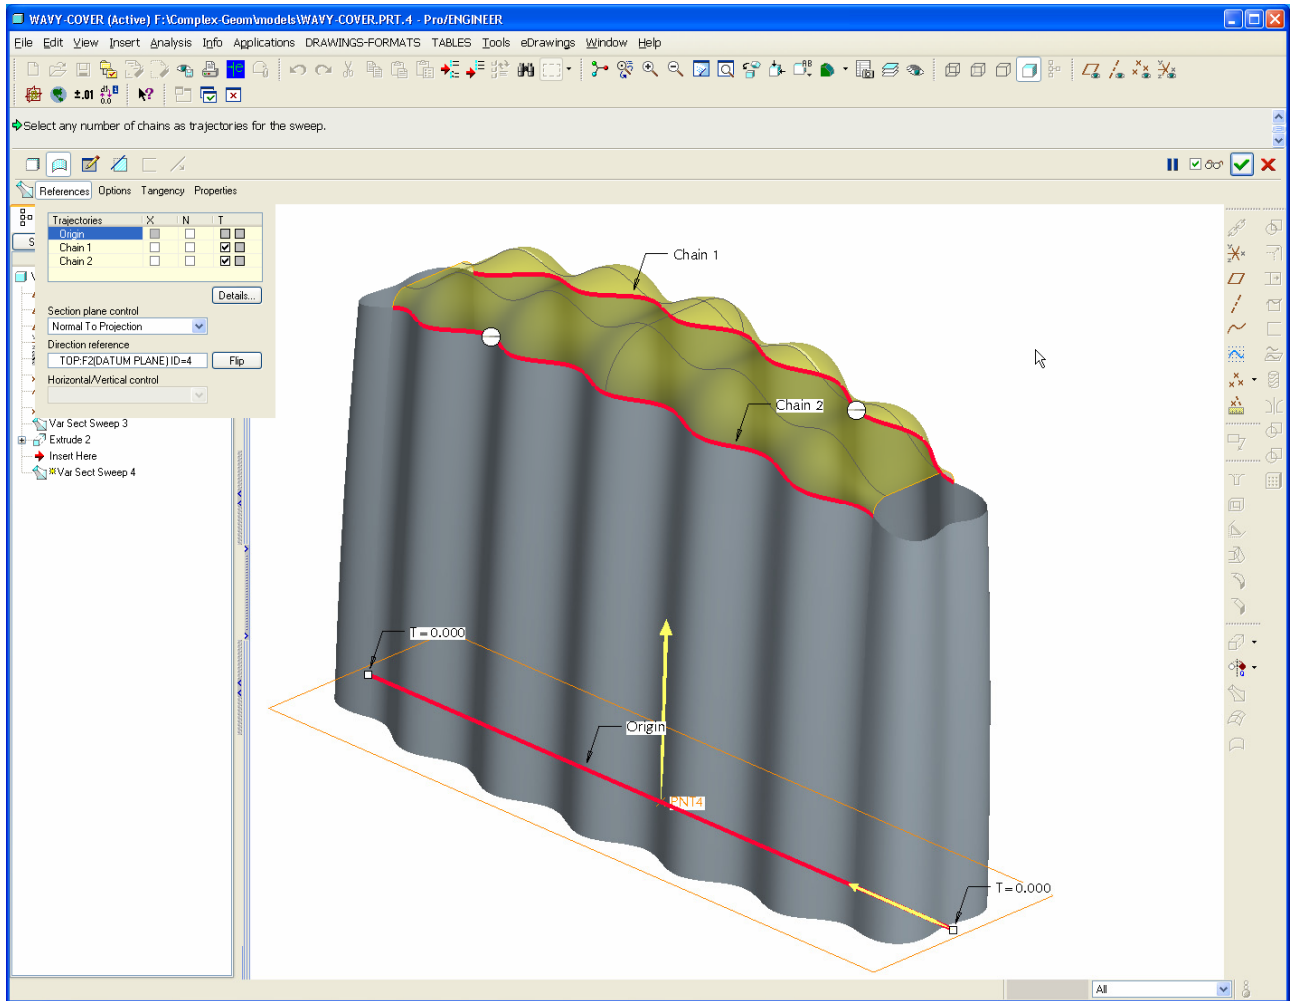 WAVY-COVER (Active) F:\Complex-Geom\models\WAVY-COVER.PRT.4 - Pro/ENGINEER
File Edit View Insert Analysis Info Applications DRAWINGS-FORMATS TABLES Tools eDrawings Window Help
Select any number of chains as trajectories for the sweep.
References Options Tangency Properties
Trajectories X N T
Origin
Chain 1
Chain 2
Details...
Section plane control
Normal To Projection
Direction reference
TOP:F2(DATUM PLANE) ID=4 Flip
Horizontal/Vertical control
Var Sect Sweep 3
Extrude 2
Insert Here
Var Sect Sweep 4
Chain 1
Chain 2
T=0.000
Origin
PNT4
T=0.000
All